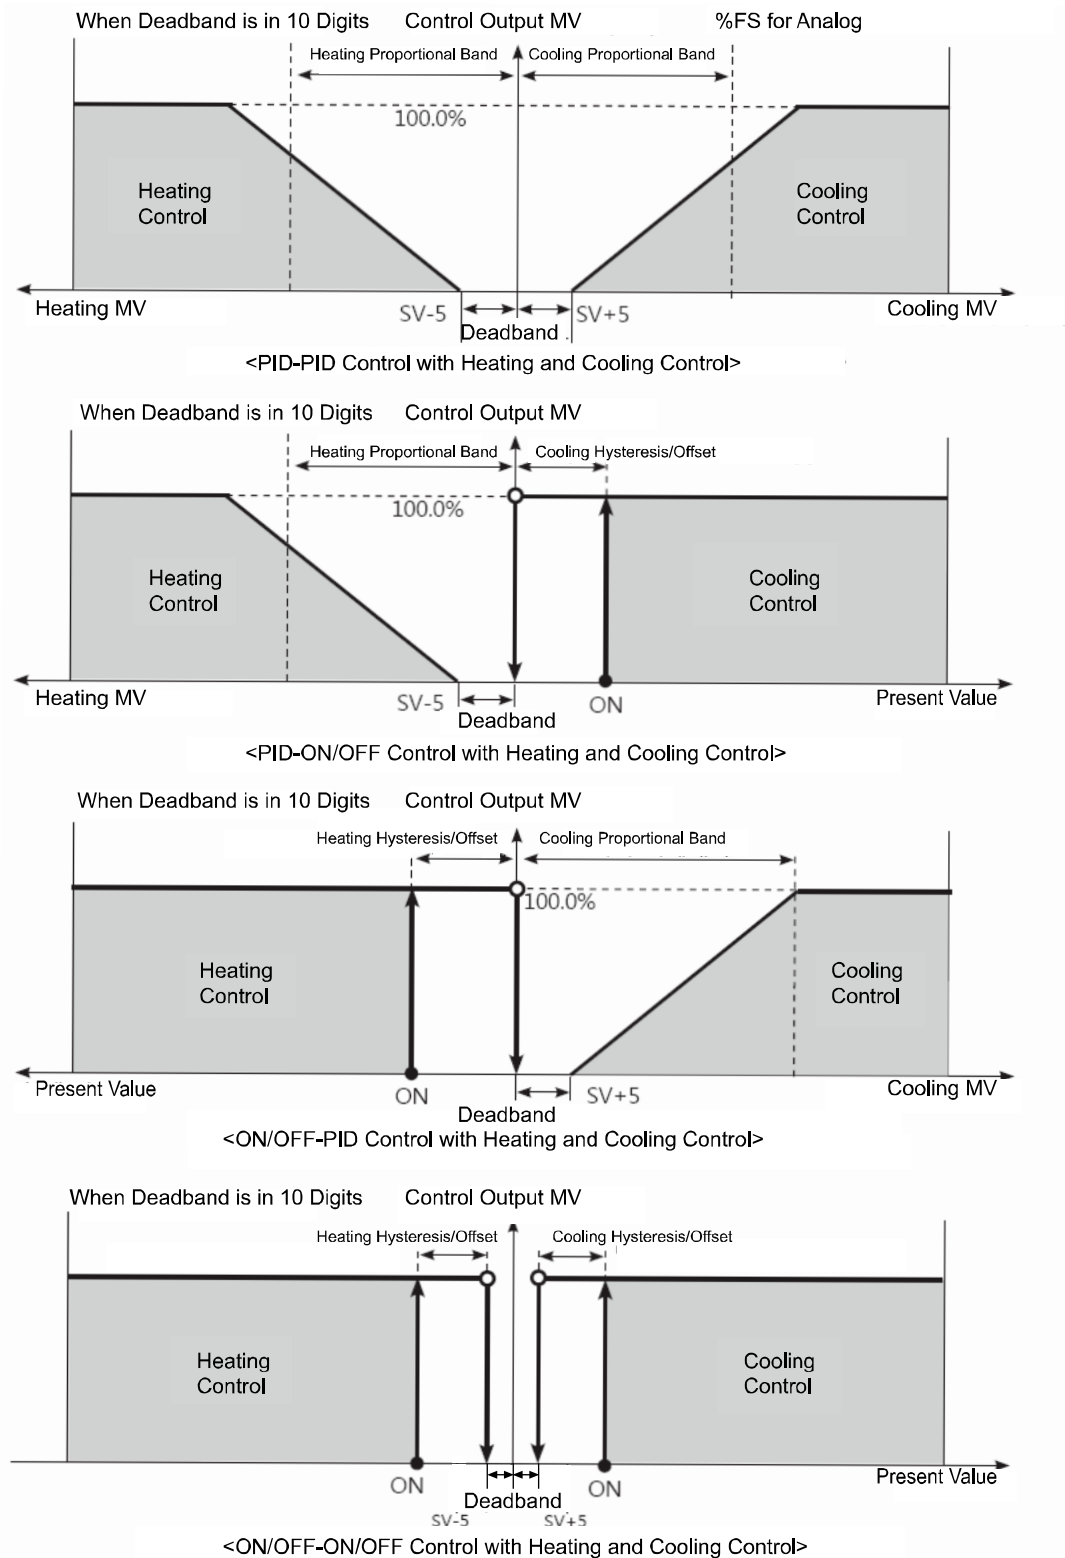 When Deadband is in 10 Digits Control Output MV %FS for Analog
Heating Proportional Band Cooling Proportional Band
100.0%
Heating
Control
Cooling
Control
Heating MV SV-5 SV+5 Cooling MV
Deadband
<PID-PID Control with Heating and Cooling Control>
When Deadband is in 10 Digits Control Output MV
Heating Proportional Band Cooling Hysteresis/Offset
100.0%
Heating
Control
Cooling
Control
Heating MV SV-5 ON Present Value
Deadband
<PID-ON/OFF Control with Heating and Cooling Control>
When Deadband is in 10 Digits Control Output MV
Heating Hysteresis/Offset Cooling Proportional Band
100.0%
Heating
Control
Cooling
Control
Present Value ON SV+5 Cooling MV
Deadband
<ON/OFF-PID Control with Heating and Cooling Control>
When Deadband is in 10 Digits Control Output MV
Heating Hysteresis/Offset Cooling Hysteresis/Offset
Heating
Control
Cooling
Control
ON ON Present Value
Deadband
SV-5 SV+5
<ON/OFF-ON/OFF Control with Heating and Cooling Control>